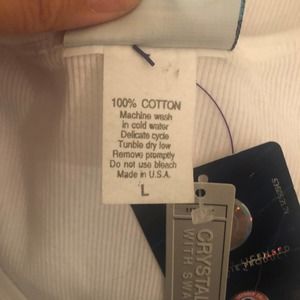 100% COTTON
Machine wash
in cold water
Delicate cycle
Tunble dry low
Remove promptly
Do not use bleach
Made in U.S.A.
L
CRYSTA
WITH SWA